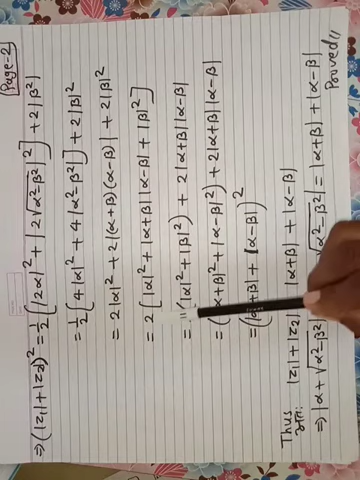 Page-2
⇒ (|z₁|+|z₂|)² = ½[|2α|² + |2√α²-β²|²] + 2|β²|
= ½[4|α|² + 4|α²-β²|] + 2|β|²
= 2|α|² + 2|(α+β)(α-β)| + 2|β|²
= 2[|α|² + |α+β||α-β| + |β|²]
= (|α|²+|β|²) + 2|α+β||α-β|
= (|α+β|²+|α-β|²) + 2|α+β||α-β|
= (|α+β| + |α-β|)²
Thus |z₁|+|z₂| |α+β| + |α-β|
अतः
⇒ |α+√α²-β²| √α²-β²| = |α+β| + |α-β|
Proved